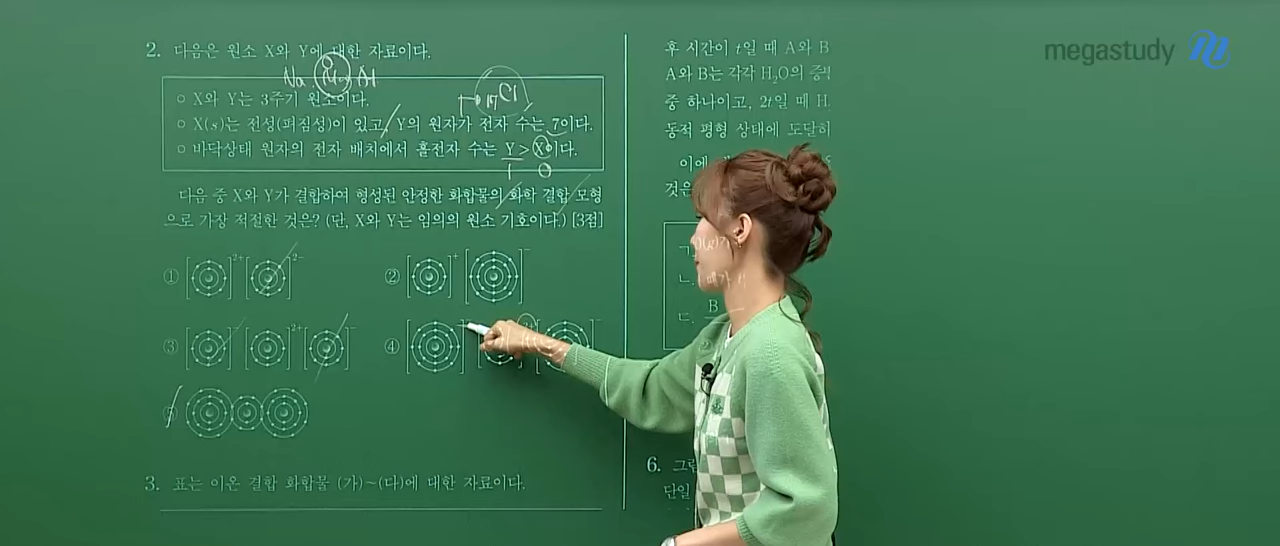 megastudy
2. 다음은 원소 X와 Y에 대한 자료이다.
Na Mg Al
○ X와 Y는 3주기 원소이다.
17 Cl
○ X(s)는 전성(펴짐성)이 있고, Y의 원자가 전자 수는 7이다.
○ 바닥상태 원자의 전자 배치에서 홀전자 수는 Y > X이다.
1 0
다음 중 X와 Y가 결합하여 형성된 안정한 화합물의 화학 결합 모형
으로 가장 적절한 것은? (단, X와 Y는 임의의 원소 기호이다.) [3점]
① 2+ 2-
② + -
③ - 2+ -
④
3. 표는 이온 결합 화합물 (가)~(다)에 대한 자료이다.
후 시간이 t일 때 A와 B
A와 B는 각각 H₂O의
중 하나이고, 2t일 때 H
동적 평형 상태에 도달하
이에
것은
ㄱ.
ㄴ.
ㄷ. B
6. 그림
단일